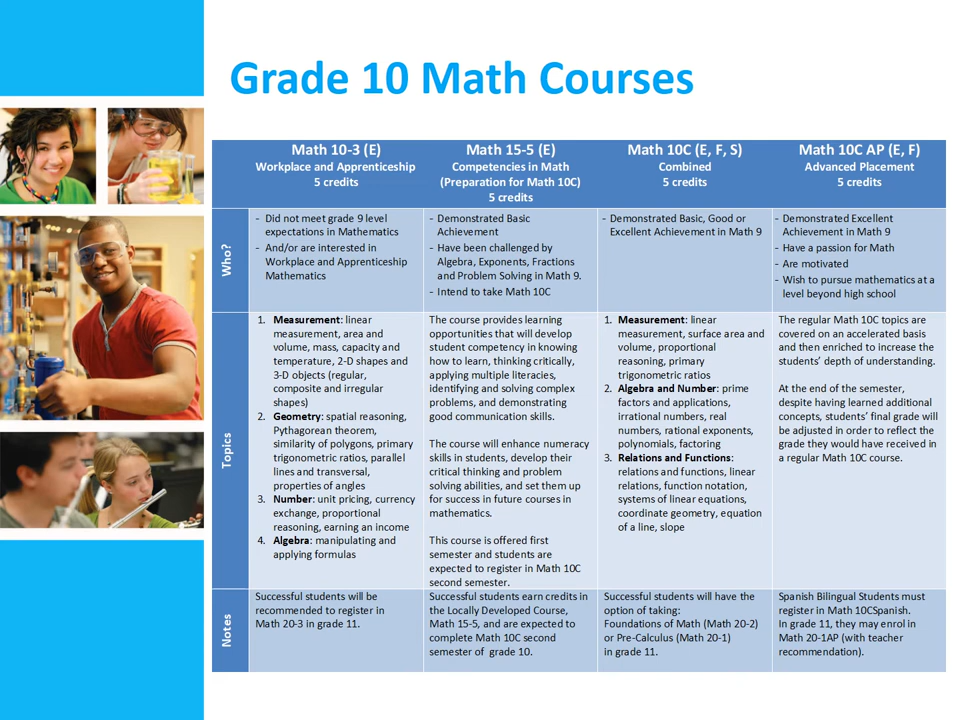 Grade 10 Math Courses
Math 10-3 (E)
Workplace and Apprenticeship
5 credits
Math 15-5 (E)
Competencies in Math
(Preparation for Math 10C)
5 credits
Math 10C (E, F, S)
Combined
5 credits
Math 10C AP (E, F)
Advanced Placement
5 credits
Who?
- Did not meet grade 9 level
expectations in Mathematics
- And/or are interested in
Workplace and Apprenticeship
Mathematics
- Demonstrated Basic
Achievement
- Have been challenged by
Algebra, Exponents, Fractions
and Problem Solving in Math 9.
- Intend to take Math 10C
- Demonstrated Basic, Good or
Excellent Achievement in Math 9
- Demonstrated Excellent
Achievement in Math 9
- Have a passion for Math
- Are motivated
- Wish to pursue mathematics at a
level beyond high school
Topics
1. Measurement: linear
measurement, area and
volume, mass, capacity and
temperature, 2-D shapes and
3-D objects (regular,
composite and irregular
shapes)
2. Geometry: spatial reasoning,
Pythagorean theorem,
similarity of polygons, primary
trigonometric ratios, parallel
lines and transversal,
properties of angles
3. Number: unit pricing, currency
exchange, proportional
reasoning, earning an income
4. Algebra: manipulating and
applying formulas
The course provides learning
opportunities that will develop
student competency in knowing
how to learn, thinking critically,
applying multiple literacies,
identifying and solving complex
problems, and demonstrating
good communication skills.
The course will enhance numeracy
skills in students, develop their
critical thinking and problem
solving abilities, and set them up
for success in future courses in
mathematics.
This course is offered first
semester and students are
expected to register in Math 10C
second semester.
1. Measurement: linear
measurement, surface area and
volume, proportional
reasoning, primary
trigonometric ratios
2. Algebra and Number: prime
factors and applications,
irrational numbers, real
numbers, rational exponents,
polynomials, factoring
3. Relations and Functions:
relations and functions, linear
relations, function notation,
systems of linear equations,
coordinate geometry, equation
of a line, slope
The regular Math 10C topics are
covered on an accelerated basis
and then enriched to increase the
students' depth of understanding.
At the end of the semester,
despite having learned additional
concepts, students' final grade will
be adjusted in order to reflect the
grade they would have received in
a regular Math 10C course.
Notes
Successful students will be
recommended to register in
Math 20-3 in grade 11.
Successful students earn credits in
the Locally Developed Course,
Math 15-5, and are expected to
complete Math 10C second
semester of grade 10.
Successful students will have the
option of taking:
Foundations of Math (Math 20-2)
or Pre-Calculus (Math 20-1)
in grade 11.
Spanish Bilingual Students must
register in Math 10CSpanish.
In grade 11, they may enrol in
Math 20-1AP (with teacher
recommendation).